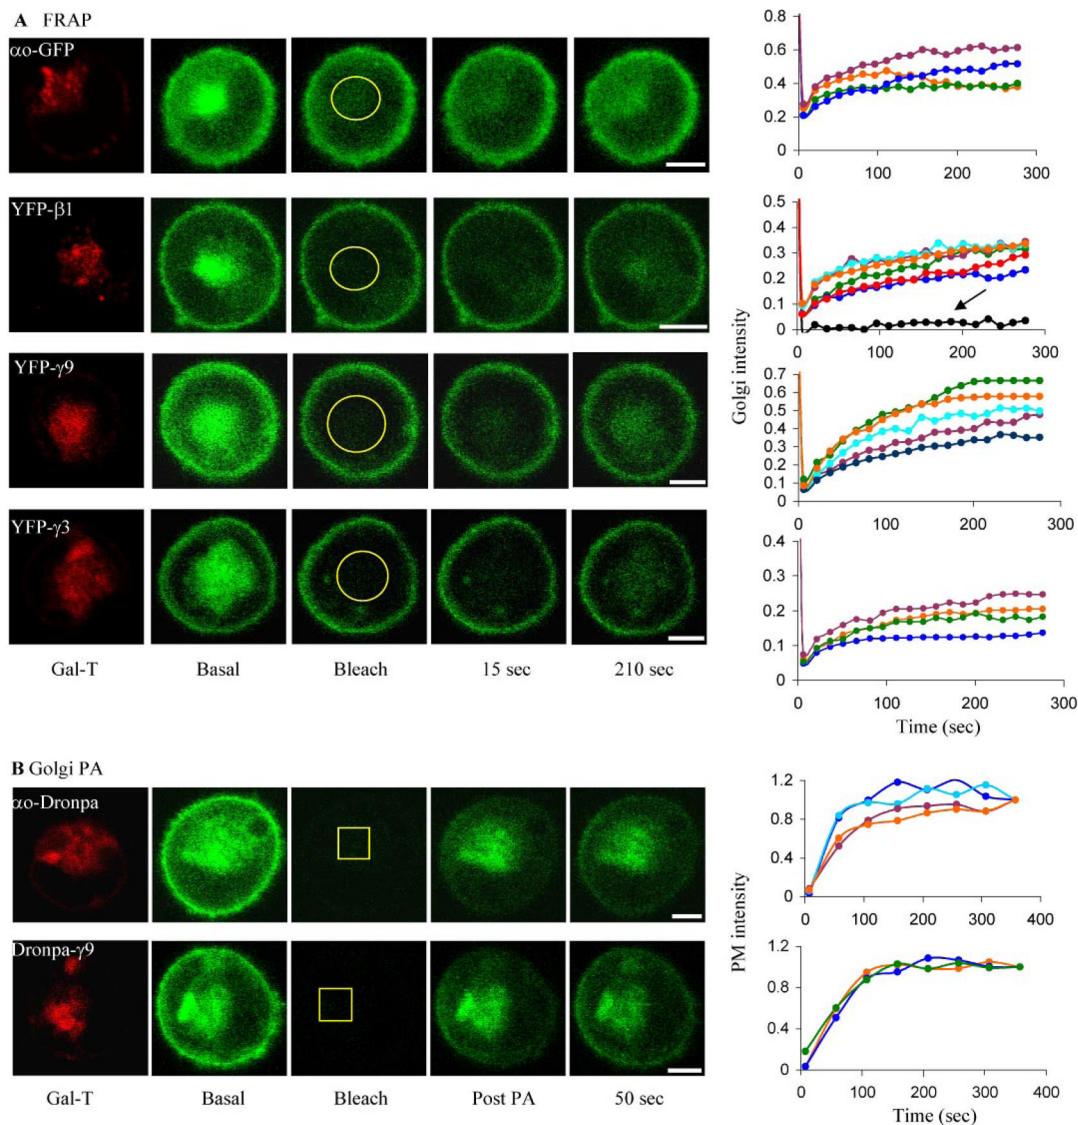 A FRAP
αo-GFP
YFP-β1
YFP-γ9
YFP-γ3
Gal-T Basal Bleach 15 sec 210 sec
0.8
0.6
0.4
0.2
0
0 100 200 300
0.5
0.4
0.3
0.2
0.1
0
0 100 200 300
0.7
0.6
0.5
0.4
0.3
0.2
0.1
0
0 100 200 300
0.4
0.3
0.2
0.1
0
0 100 200 300
Golgi intensity
Time (sec)
B Golgi PA
αo-Dronpa
Dronpa-γ9
Gal-T Basal Bleach Post PA 50 sec
1.2
0.8
0.4
0
0 100 200 300 400
1.2
0.8
0.4
0
0 100 200 300 400
PM intensity
Time (sec)